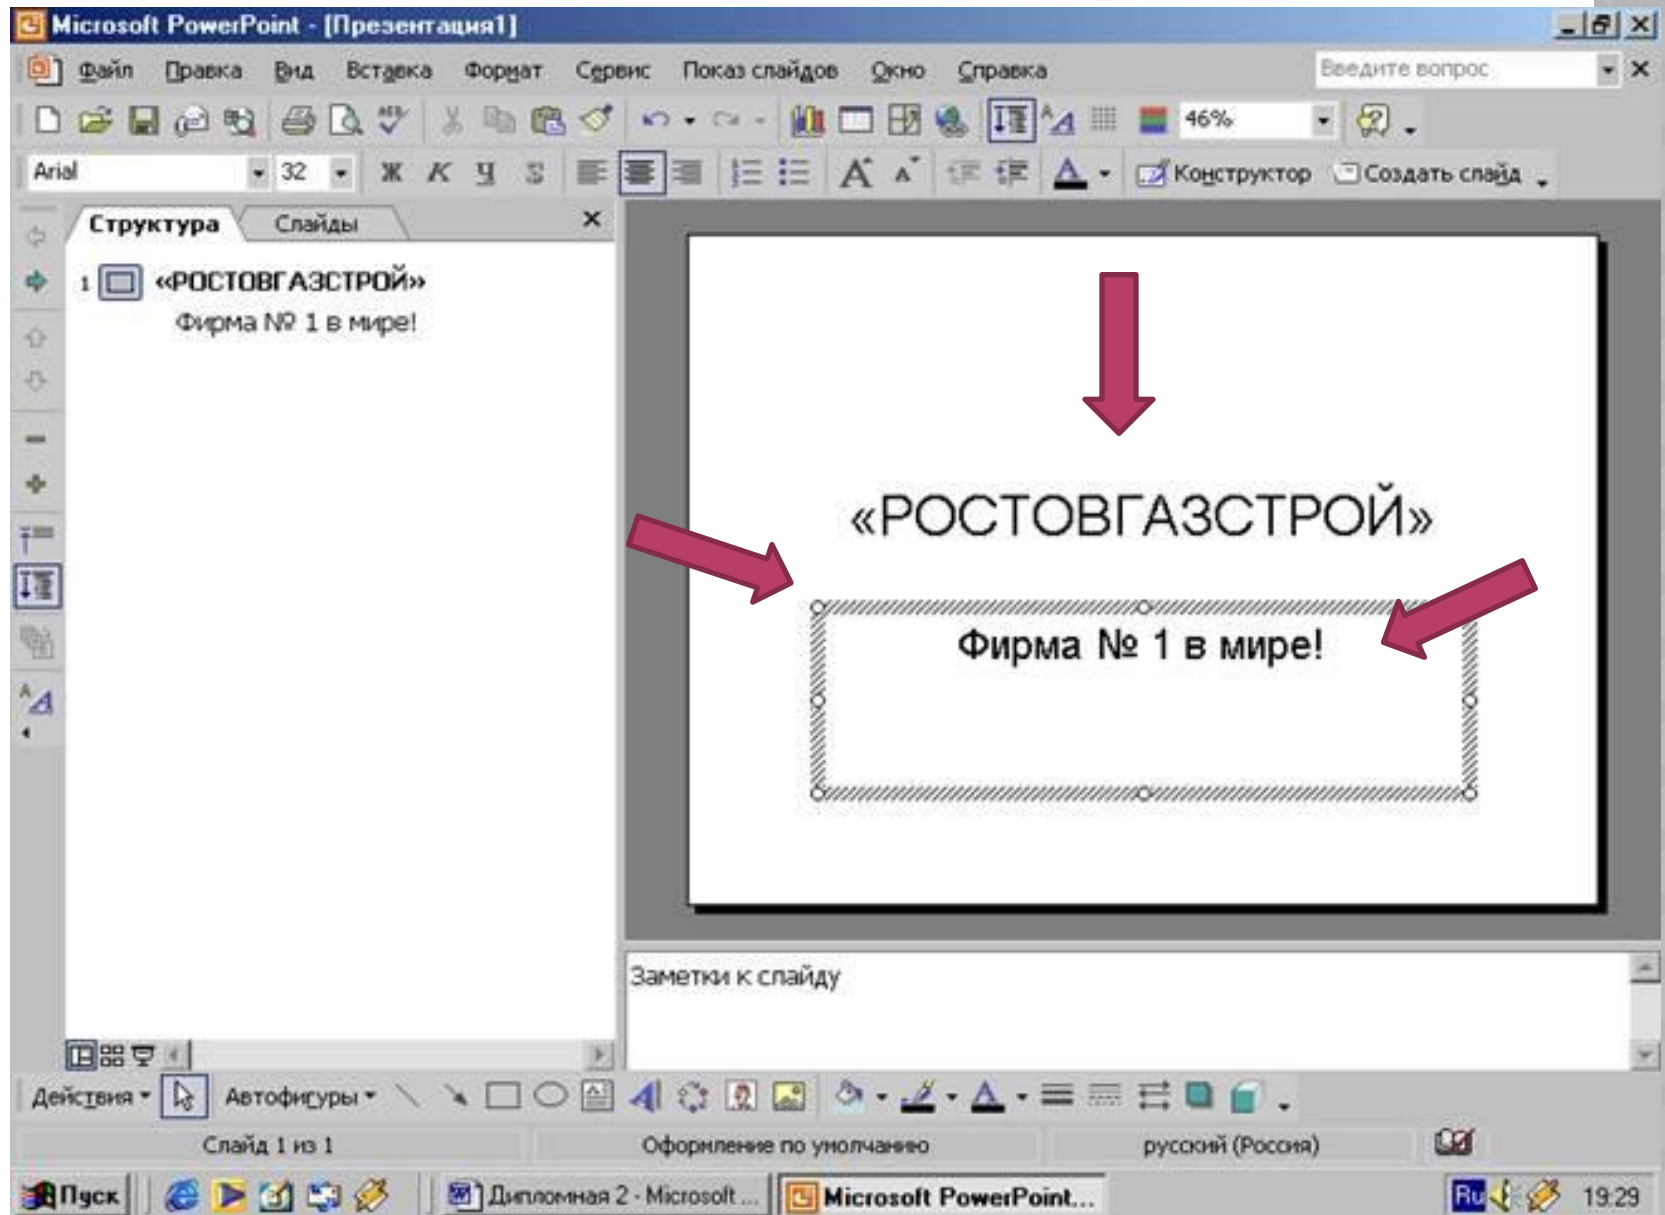 Microsoft PowerPoint - [Презентация1]
Файл Правка Вид Вставка Формат Сервис Показ слайдов Окно Справка Введите вопрос
46%
Arial 32 Ж К Ч S Конструктор Создать слайд
Структура Слайды
1 «РОСТОВГАЗСТРОЙ»
Фирма № 1 в мире!
«РОСТОВГАЗСТРОЙ»
Фирма № 1 в мире!
Заметки к слайду
Действия Автофигуры
Слайд 1 из 1 Оформление по умолчанию русский (Россия)
Пуск Дипломная 2 - Microsoft ... Microsoft PowerPoint... Ru 19:29